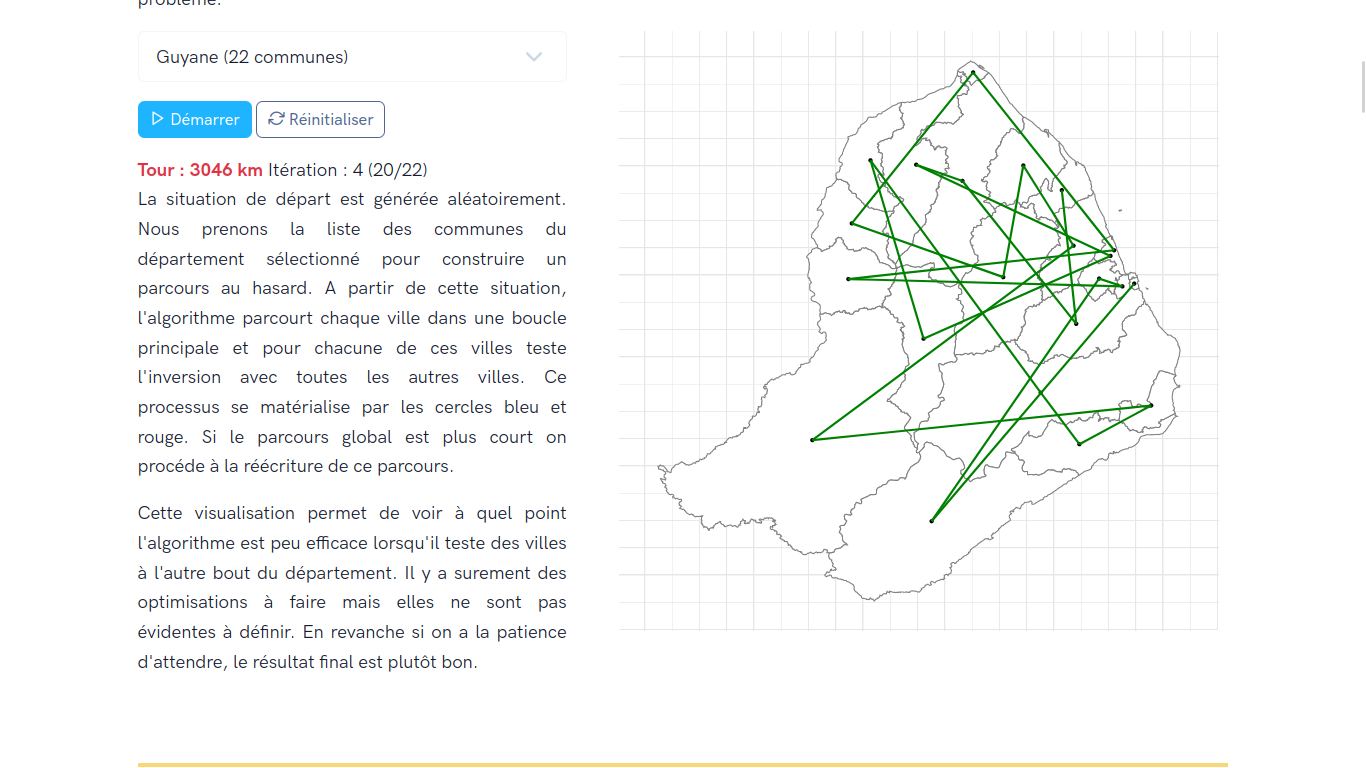 problème.
Guyane (22 communes)
Démarrer Réinitialiser
Tour : 3046 km Itération : 4 (20/22)
La situation de départ est générée aléatoirement.
Nous prenons la liste des communes du
département sélectionné pour construire un
parcours au hasard. A partir de cette situation,
l'algorithme parcourt chaque ville dans une boucle
principale et pour chacune de ces villes teste
l'inversion avec toutes les autres villes. Ce
processus se matérialise par les cercles bleu et
rouge. Si le parcours global est plus court on
procéde à la réécriture de ce parcours.
Cette visualisation permet de voir à quel point
l'algorithme est peu efficace lorsqu'il teste des villes
à l'autre bout du département. Il y a surement des
optimisations à faire mais elles ne sont pas
évidentes à définir. En revanche si on a la patience
d'attendre, le résultat final est plutôt bon.